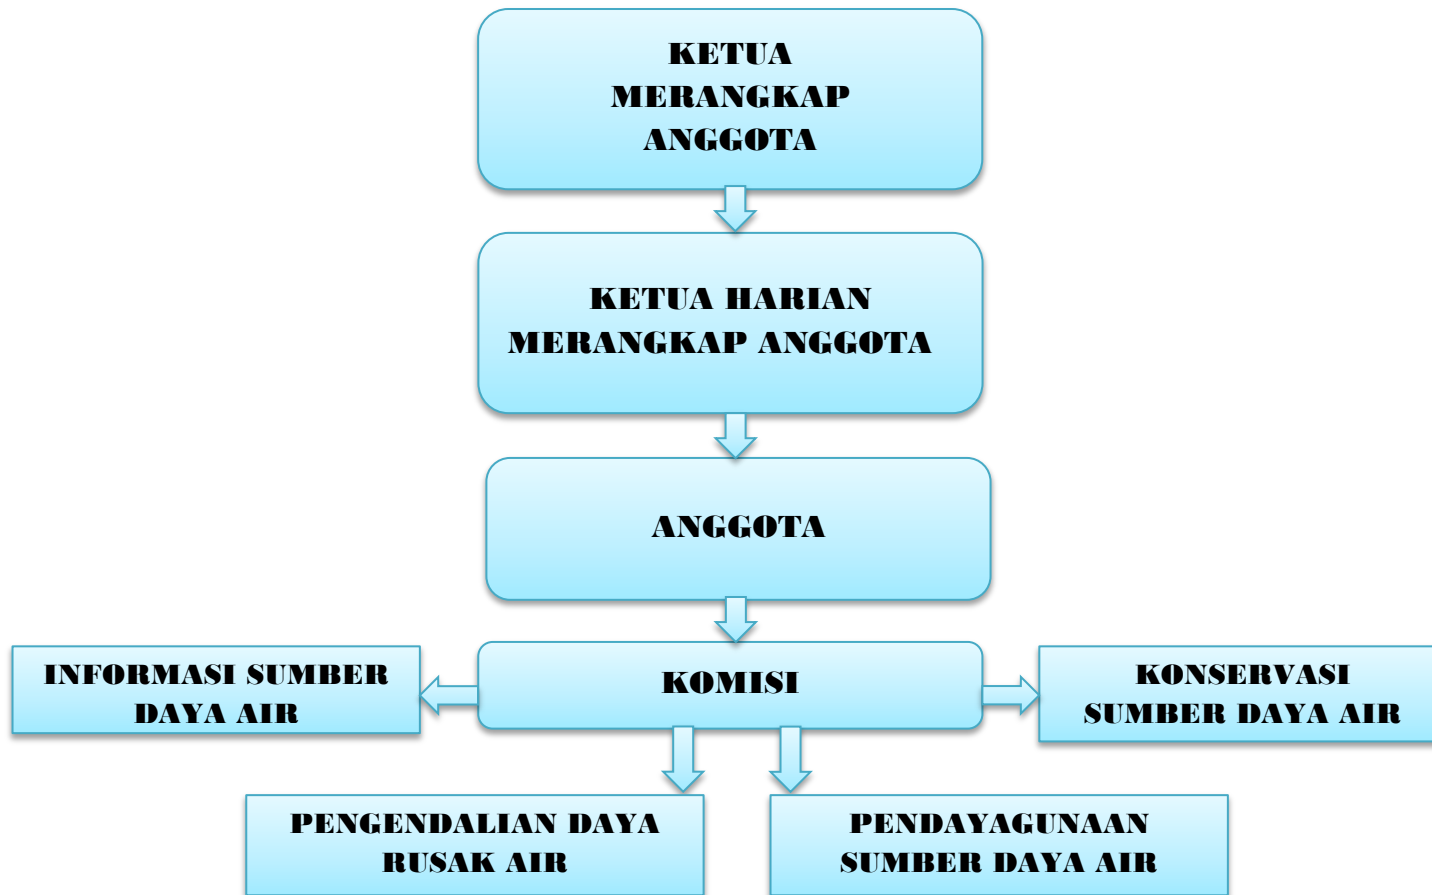 KETUA
MERANGKAP
ANGGOTA
KETUA HARIAN
MERANGKAP ANGGOTA
ANGGOTA
KOMISI
INFORMASI SUMBER
DAYA AIR
KONSERVASI
SUMBER DAYA AIR
PENGENDALIAN DAYA
RUSAK AIR
PENDAYAGUNAAN
SUMBER DAYA AIR